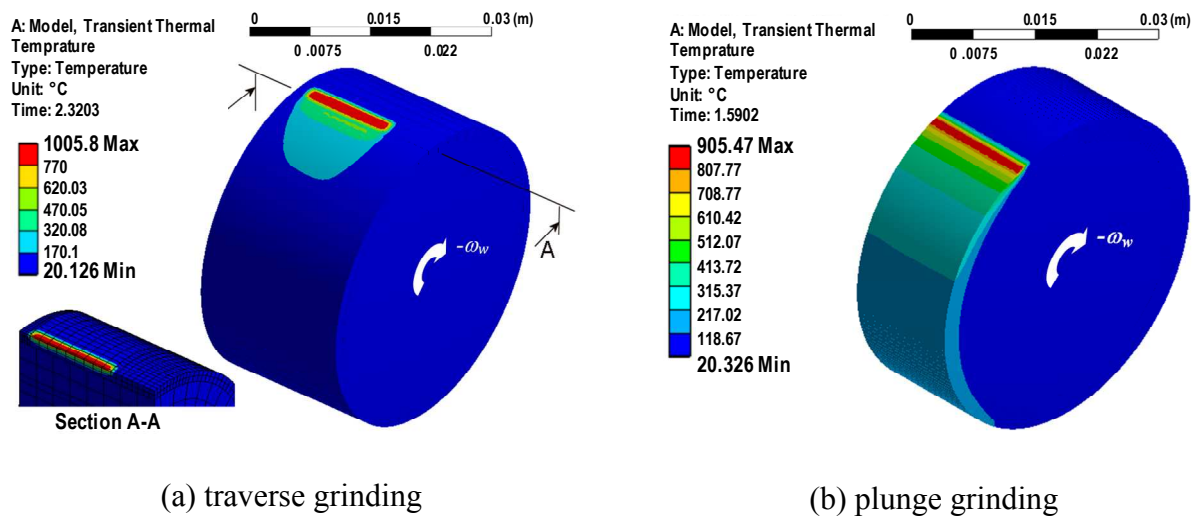 0 0.015 0.03 (m)
0 .0075 0.022
A: Model, Transient Thermal
Temprature
Type: Temperature
Unit: °C
Time: 2.3203
1005.8 Max
770
620.03
470.05
320.08
170.1
20.126 Min
-ωw
A
Section A-A
(a) traverse grinding
0 0.015 0.03 (m)
0 .0075 0.022
A: Model, Transient Thermal
Temprature
Type: Temperature
Unit: °C
Time: 1.5902
905.47 Max
807.77
708.77
610.42
512.07
413.72
315.37
217.02
118.67
20.326 Min
-ωw
(b) plunge grinding